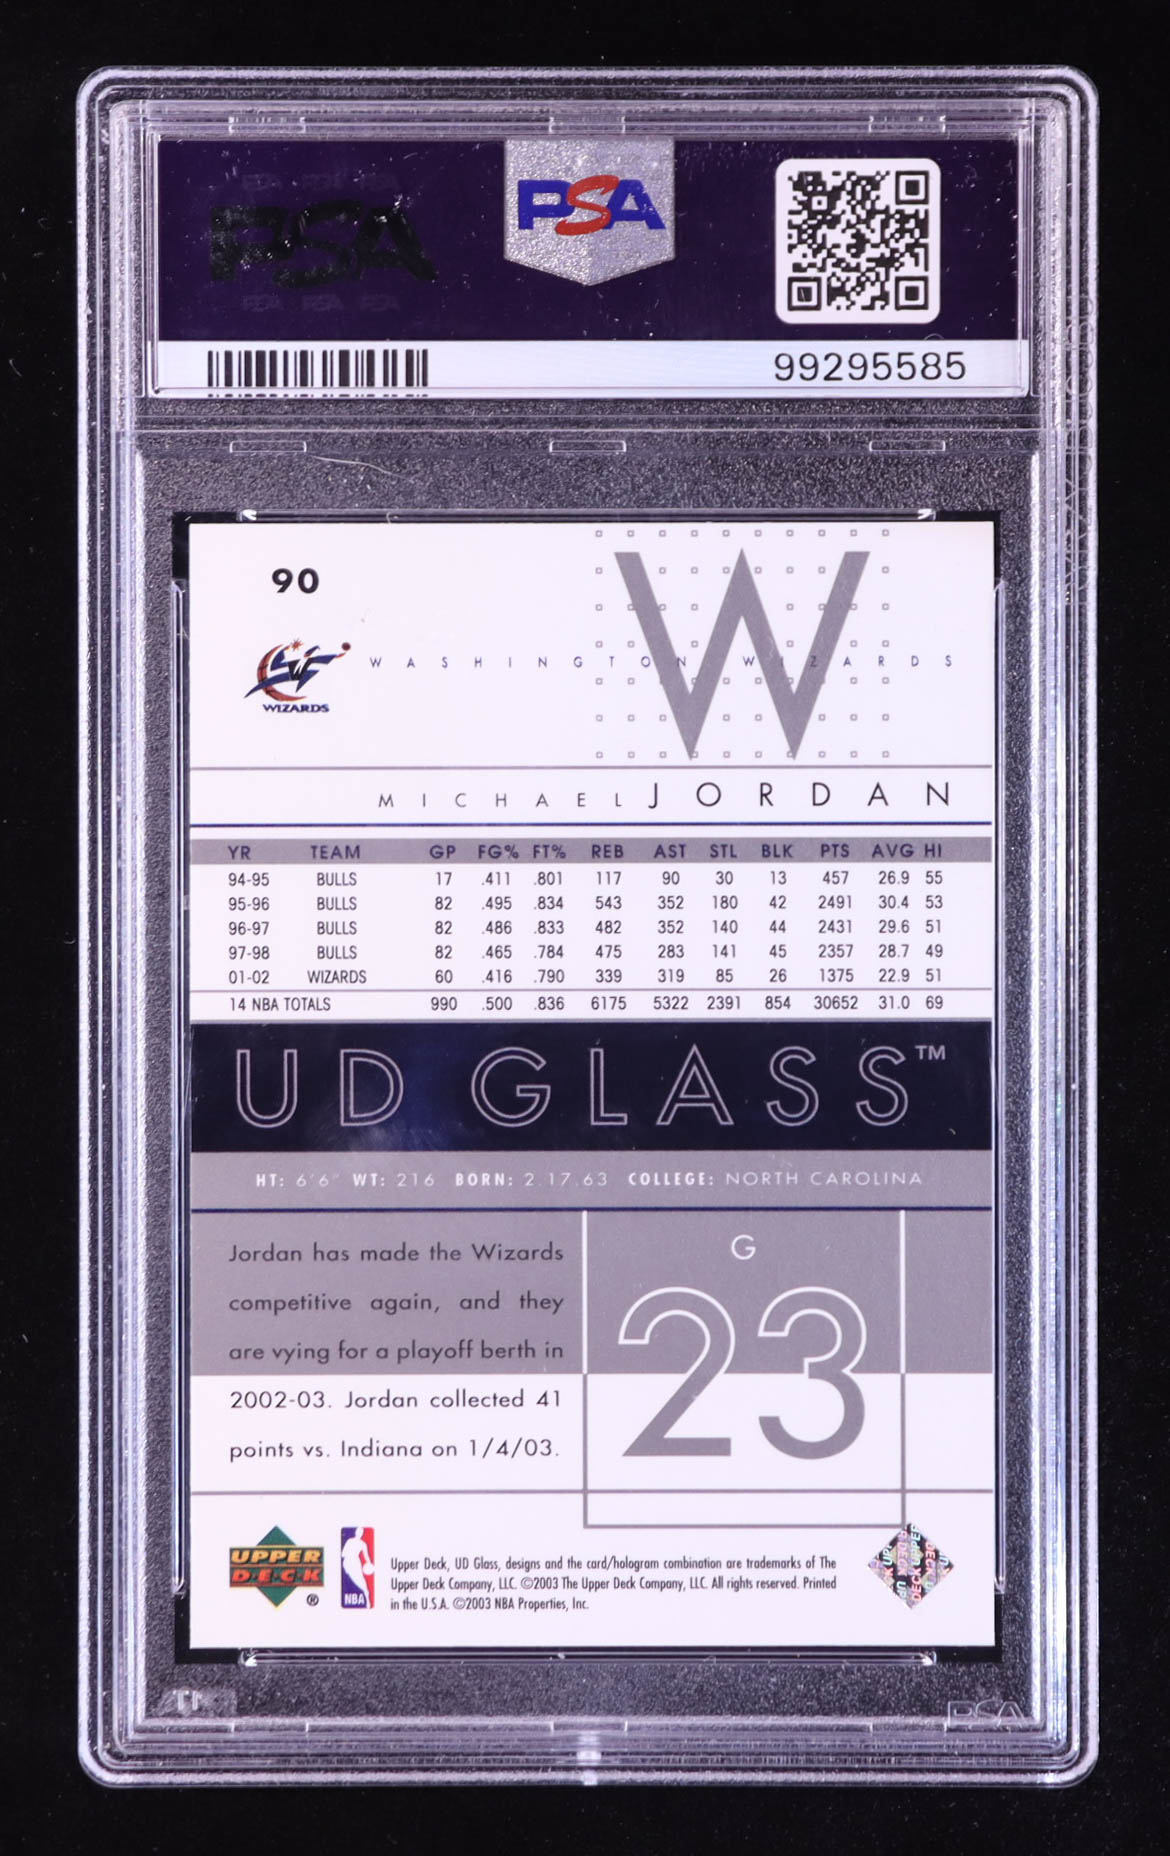 PSA
PSA
99295585
90
WIZARDS
WASHINGTON WIZARDS
W
MICHAEL JORDAN
YR TEAM GP FG% FT% REB AST STL BLK PTS AVG HI
94-95 BULLS 17 .411 .801 117 90 30 13 457 26.9 55
95-96 BULLS 82 .495 .834 543 352 180 42 2491 30.4 53
96-97 BULLS 82 .486 .833 482 352 140 44 2431 29.6 51
97-98 BULLS 82 .465 .784 475 283 141 45 2357 28.7 49
01-02 WIZARDS 60 .416 .790 339 319 85 26 1375 22.9 51
14 NBA TOTALS 990 .500 .836 6175 5322 2391 854 30652 31.0 69
UD GLASS™
HT: 6'6" WT: 216 BORN: 2.17.63 COLLEGE: NORTH CAROLINA
Jordan has made the Wizards
competitive again, and they
are vying for a playoff berth in
2002-03. Jordan collected 41
points vs. Indiana on 1/4/03.
G
23
UPPER
DECK
®
NBA
Upper Deck, UD Glass, designs and the card/hologram combination are trademarks of The
Upper Deck Company, LLC. ©2003 The Upper Deck Company, LLC. All rights reserved. Printed
in the U.S.A. ©2003 NBA Properties, Inc.
PSA